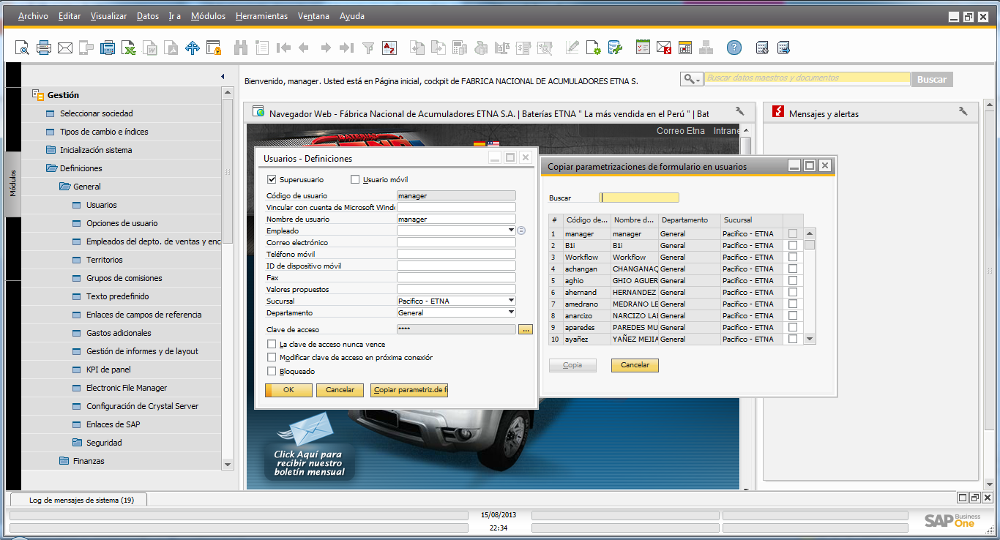 Archivo Editar Visualizar Datos Ir a Módulos Herramientas Ventana Ayuda
Bienvenido, manager. Usted está en Página inicial, cockpit de FABRICA NACIONAL DE ACUMULADORES ETNA S.
Buscar datos maestros y documentos
Buscar
Módulos
Gestión
Seleccionar sociedad
Tipos de cambio e índices
Inicialización sistema
Definiciones
General
Usuarios
Opciones de usuario
Empleados del depto. de ventas y enc
Territorios
Grupos de comisiones
Texto predefinido
Enlaces de campos de referencia
Gastos adicionales
Gestión de informes y de layout
KPI de panel
Electronic File Manager
Configuración de Crystal Server
Enlaces de SAP
Seguridad
Finanzas
Navegador Web - Fábrica Nacional de Acumuladores ETNA S.A. | Baterías ETNA " La más vendida en el Perú " | Bat
Correo Etna Intrane
BATERIAS
Click Aquí para
recibir nuestro
boletín mensual
Mensajes y alertas
Usuarios - Definiciones
Superusuario Usuario móvil
Código de usuario manager
Vincular con cuenta de Microsoft Windo
Nombre de usuario manager
Empleado
Correo electrónico
Teléfono móvil
ID de dispositivo móvil
Fax
Valores propuestos
Sucursal Pacifico - ETNA
Departamento General
Clave de acceso **** ...
La clave de acceso nunca vence
Modificar clave de acceso en próxima conexiór
Bloqueado
OK Cancelar Copiar parametriz.de fo
Copiar parametrizaciones de formulario en usuarios
Buscar
# Código de... Nombre d... Departamento Sucursal
1 manager manager General Pacifico - ETNA
2 B1i B1i General Pacifico - ETNA
3 Workflow Workflow General Pacifico - ETNA
4 achangan CHANGANAÇ General Pacifico - ETNA
5 aghio GHIO AGUER General Pacifico - ETNA
6 ahernand HERNANDEZ General Pacifico - ETNA
7 amedrano MEDRANO LE General Pacifico - ETNA
8 anarcizo NARCIZO LAI General Pacifico - ETNA
9 aparedes PAREDES MU General Pacifico - ETNA
10 ayañez YAÑEZ MEJIA General Pacifico - ETNA
Copia Cancelar
Log de mensajes de sistema (19)
15/08/2013
22:34
SAP Business One